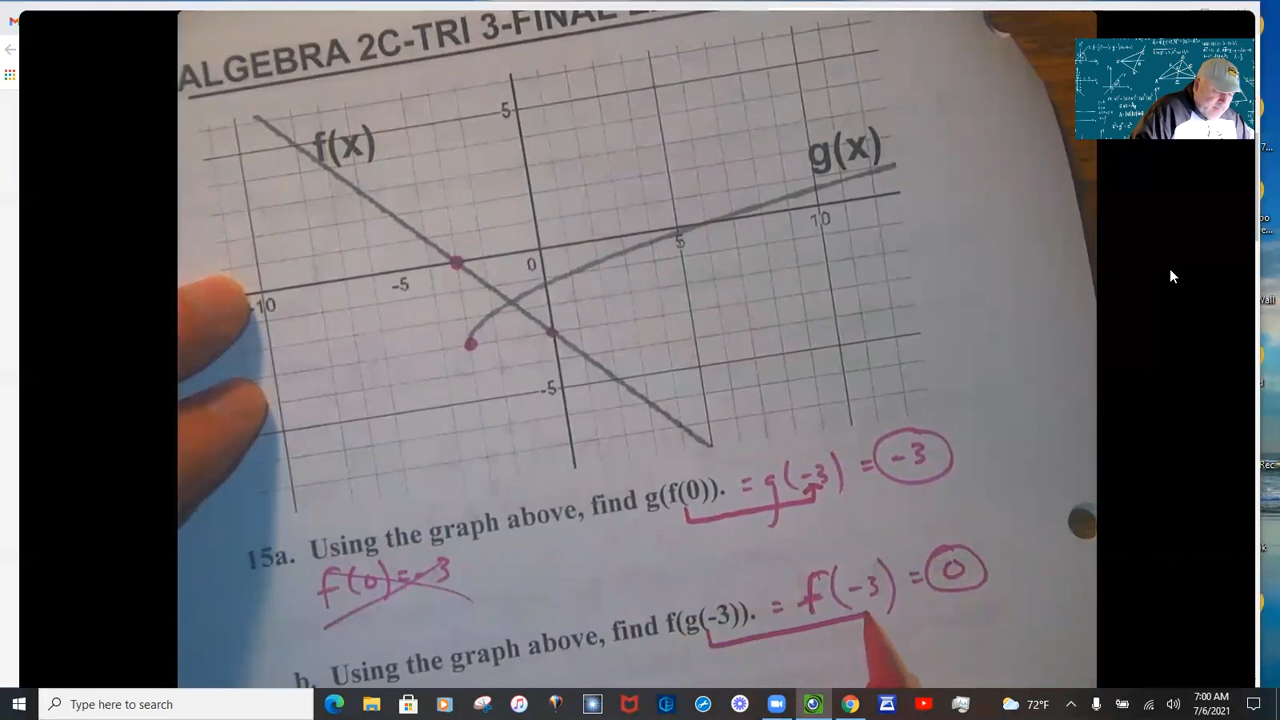 ALGEBRA 2C-TRI 3-FINAL
5
f(x)
g(x)
10
5
0
-5
-10
-5
15a. Using the graph above, find g(f(0)). = g(-3) = -3
f(0)=-3
b. Using the graph above, find f(g(-3)). = f(-3) = 0
Type here to search
72°F
7:00 AM
7/6/2021